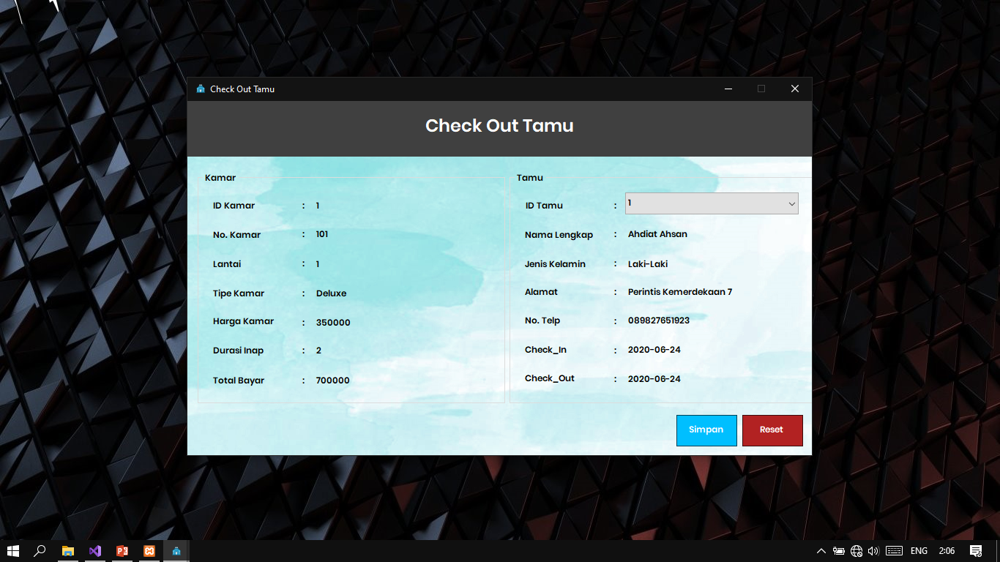 Check Out Tamu
Check Out Tamu
Kamar
ID Kamar : 1
No. Kamar : 101
Lantai : 1
Tipe Kamar : Deluxe
Harga Kamar : 350000
Durasi Inap : 2
Total Bayar : 700000
Tamu
ID Tamu : 1
Nama Lengkap : Ahdiat Ahsan
Jenis Kelamin : Laki-Laki
Alamat : Perintis Kemerdekaan 7
No. Telp : 089827651923
Check_In : 2020-06-24
Check_Out : 2020-06-24
Simpan Reset
ENG 2:06